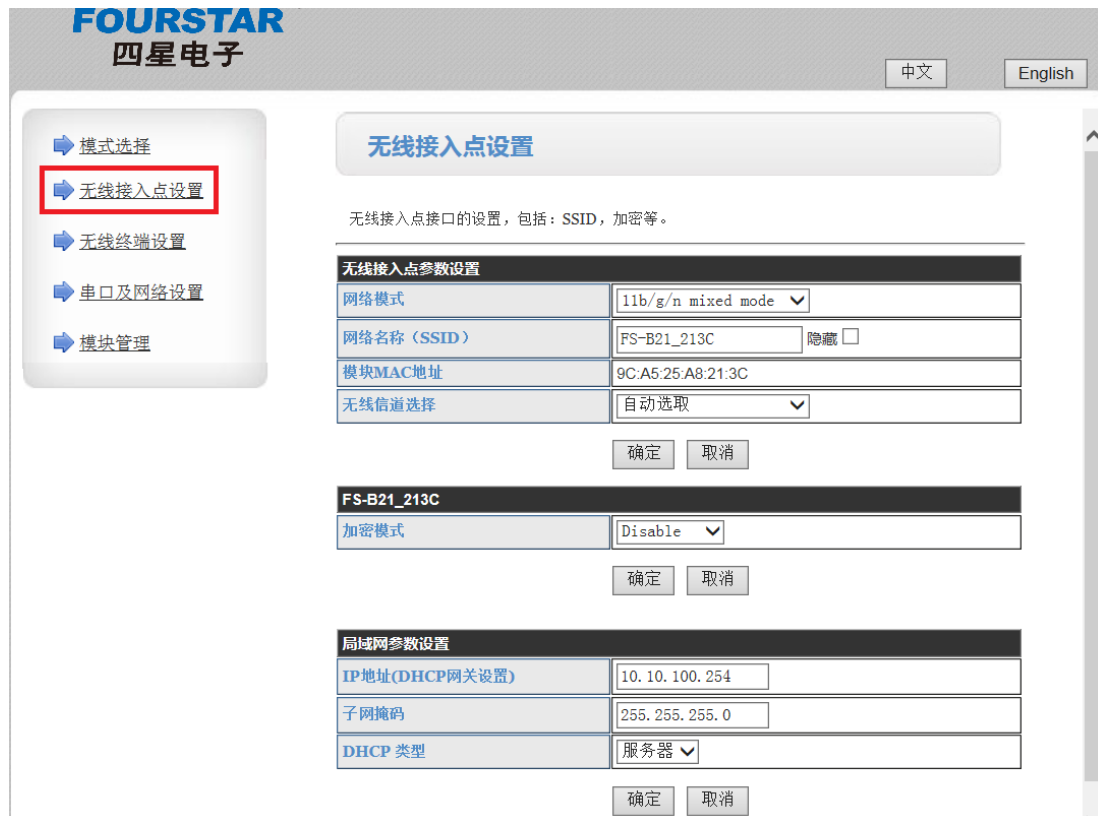 FOURSTAR
四星电子
中文 English
模式选择
无线接入点设置
无线终端设置
串口及网络设置
模块管理
无线接入点设置
无线接入点接口的设置，包括：SSID，加密等。
无线接入点参数设置
网络模式 11b/g/n mixed mode
网络名称（SSID） FS-B21_213C 隐藏
模块MAC地址 9C:A5:25:A8:21:3C
无线信道选择 自动选取
确定 取消
FS-B21_213C
加密模式 Disable
确定 取消
局域网参数设置
IP地址(DHCP网关设置) 10.10.100.254
子网掩码 255.255.255.0
DHCP 类型 服务器
确定 取消